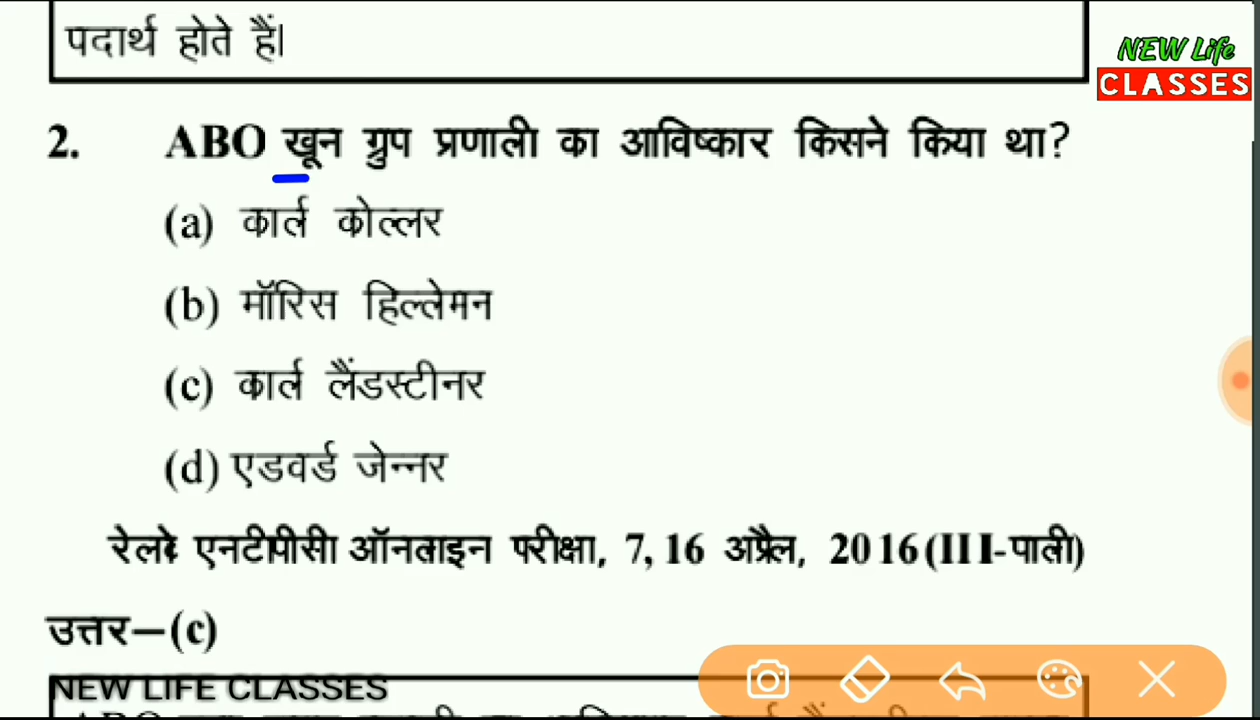 पदार्थ होते हैं।
NEW Life
CLASSES
2. ABO खून ग्रुप प्रणाली का आविष्कार किसने किया था?
(a) कार्ल कोल्लर
(b) मॉरिस हिल्लेमन
(c) कार्ल लैंडस्टीनर
(d) एडवर्ड जेन्नर
रेलवे एनटीपीसी ऑनलाइन परीक्षा, 7, 16 अप्रैल, 2016 (III-पाली)
उत्तर–(c)
NEW LIFE CLASSES